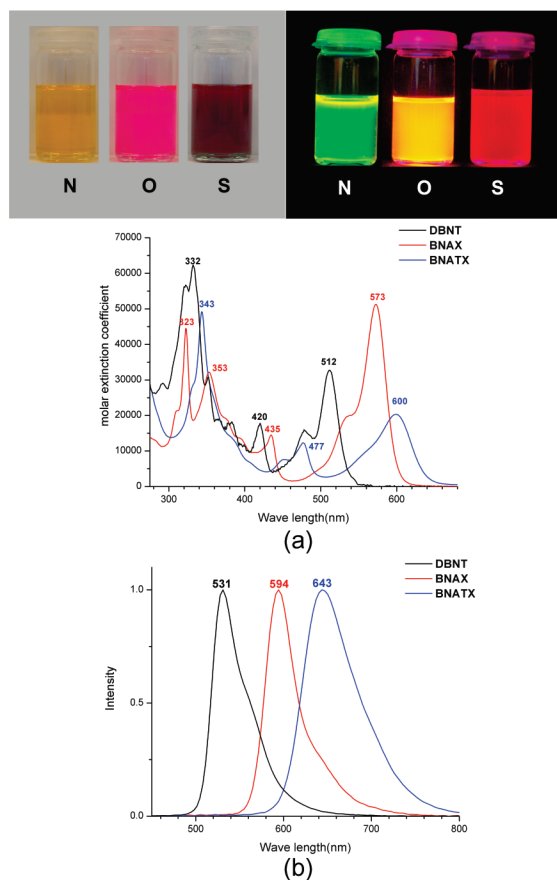 N O S
N O S
DBNT
BNAX
BNATX
70000
60000
50000
40000
30000
20000
10000
0
molar extinction coefficient
332
343
323
353
420
435
477
512
573
600
300 400 500 600
Wave length(nm)
(a)
DBNT
BNAX
BNATX
531 594 643
1.0
0.5
0.0
Intensity
500 600 700 800
Wave length(nm)
(b)